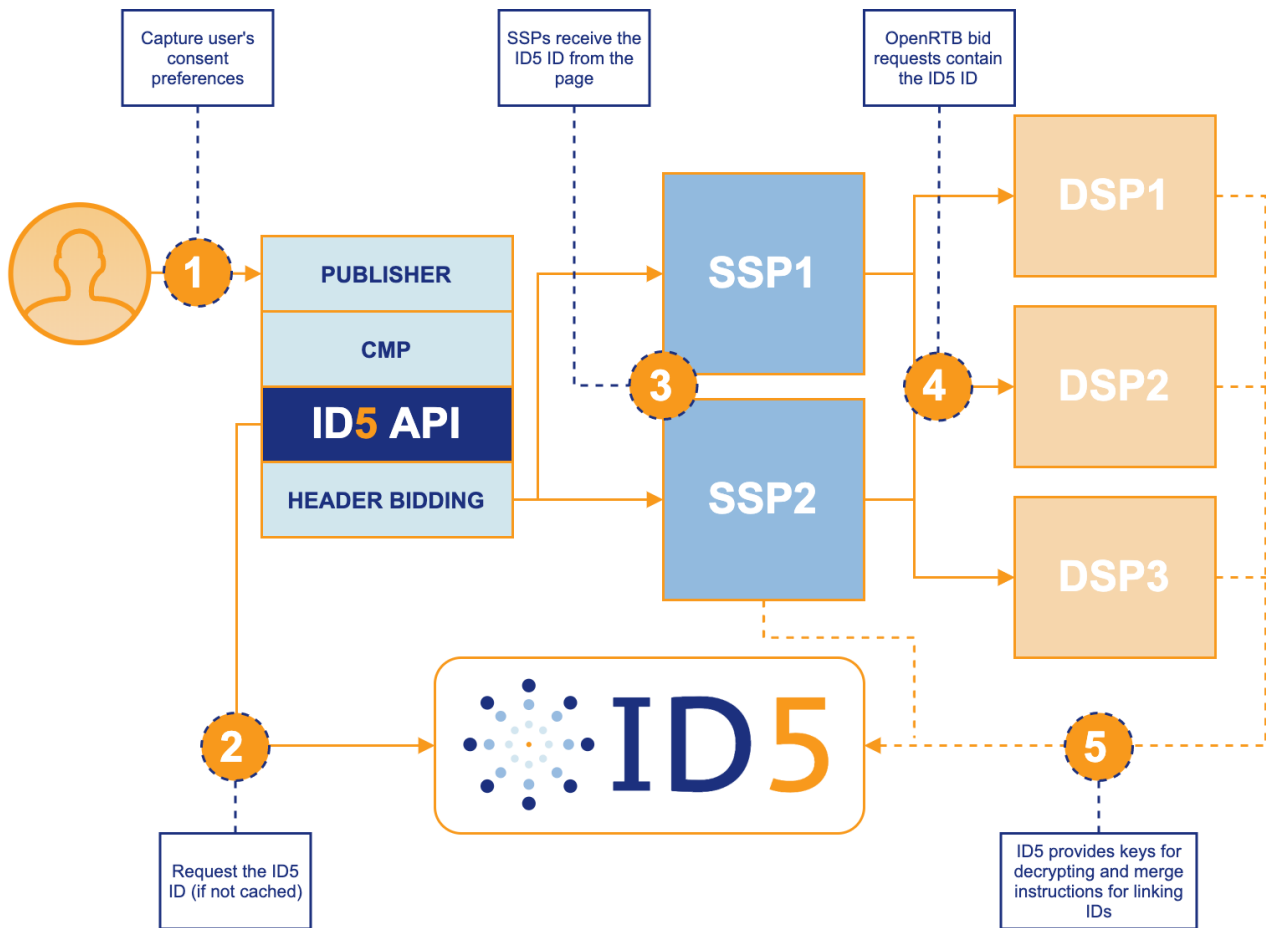 Capture user's
consent
preferences
SSPs receive the
ID5 ID from the
page
OpenRTB bid
requests contain
the ID5 ID
1
PUBLISHER
CMP
ID5 API
HEADER BIDDING
SSP1
3
SSP2
4
DSP1
DSP2
DSP3
2
ID5
5
Request the ID5
ID (if not cached)
ID5 provides keys for
decrypting and merge
instructions for linking
IDs